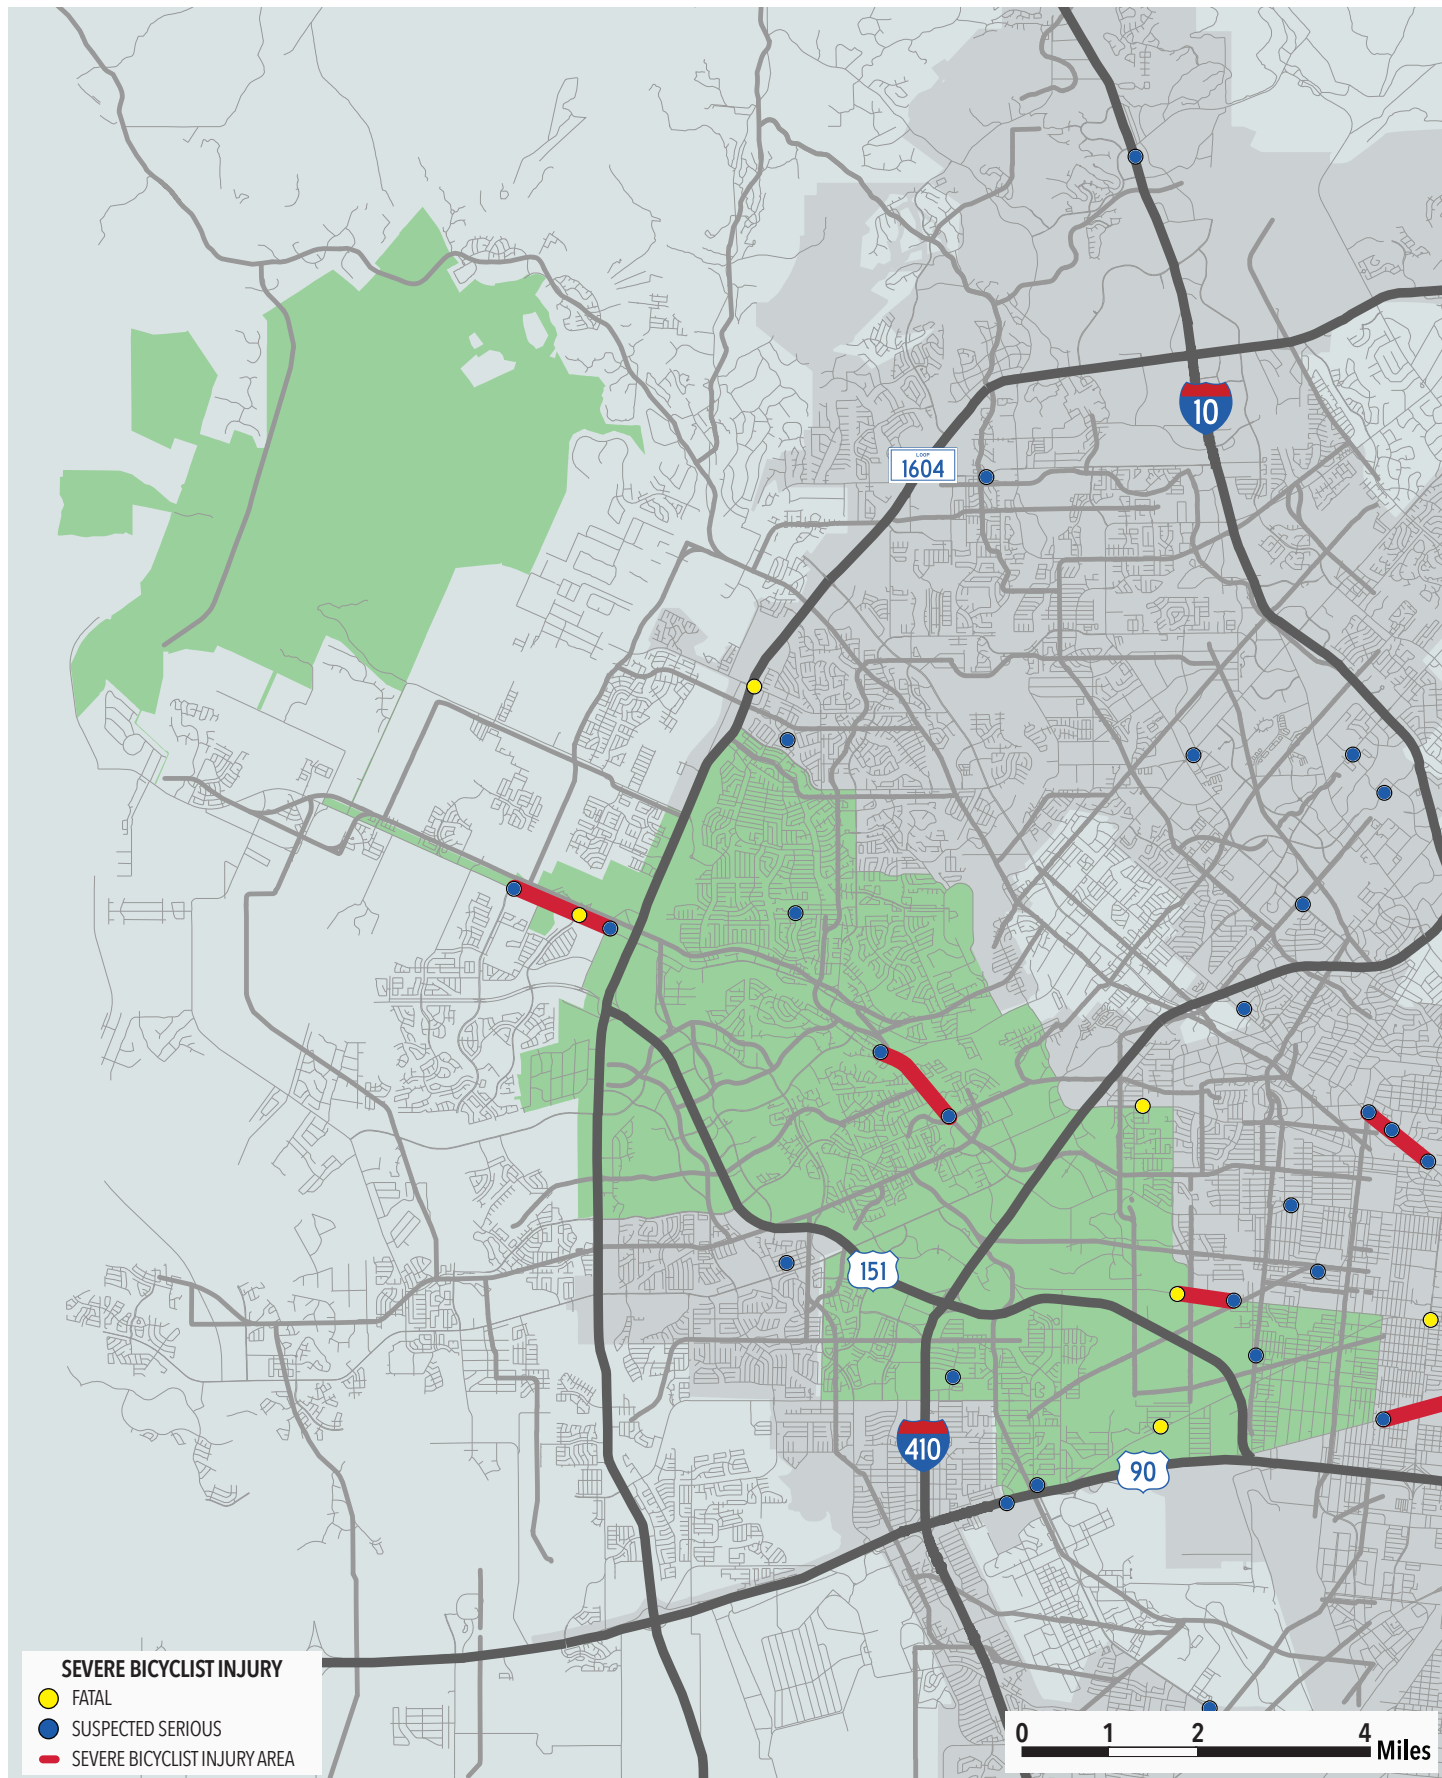 10
LOOP
1604
151
410
90
SEVERE BICYCLIST INJURY
FATAL
SUSPECTED SERIOUS
SEVERE BICYCLIST INJURY AREA
0 1 2 4
Miles